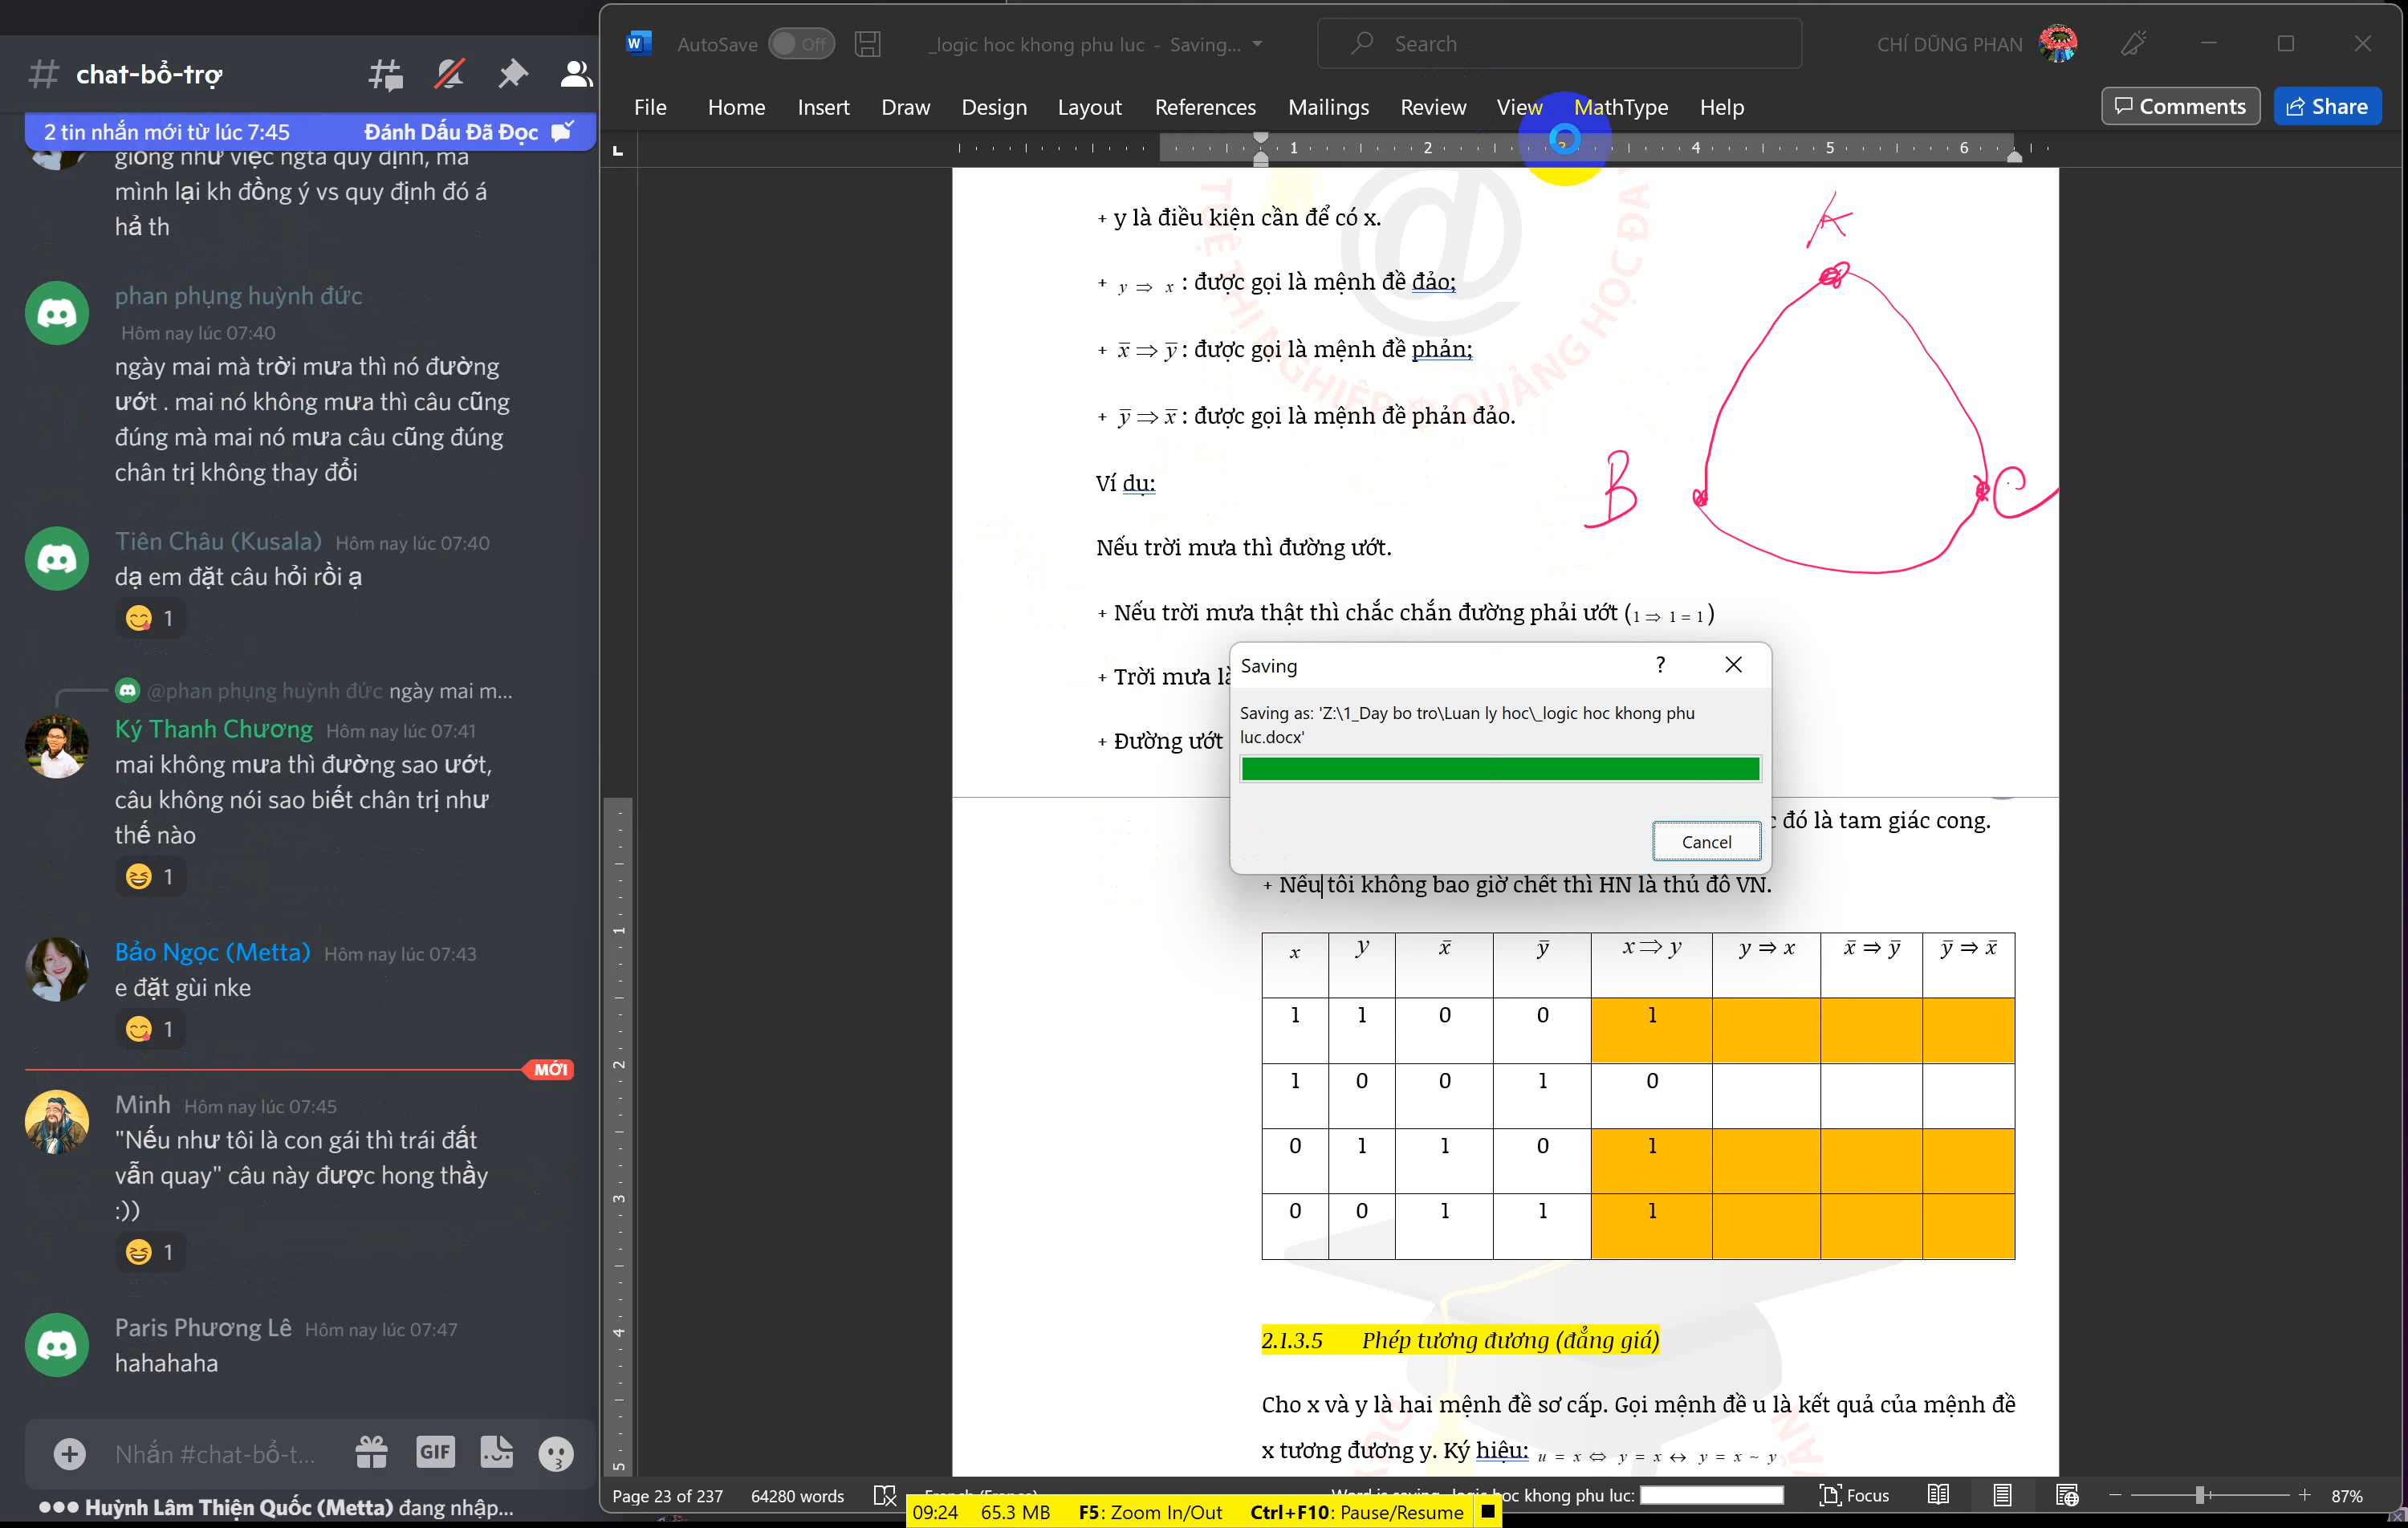 chat-bổ-trợ
2 tin nhắn mới từ lúc 7:45 Đánh Dấu Đã Đọc
giống như việc ngta quy định, mà
mình lại kh đồng ý vs quy định đó á
hả th
phan phụng huỳnh đức
Hôm nay lúc 07:40
ngày mai mà trời mưa thì nó đường
ướt . mai nó không mưa thì câu cũng
đúng mà mai nó mưa câu cũng đúng
chân trị không thay đổi
Tiên Châu (Kusala) Hôm nay lúc 07:40
dạ em đặt câu hỏi rồi ạ
1
@phan phụng huỳnh đức ngày mai m...
Ký Thanh Chương Hôm nay lúc 07:41
mai không mưa thì đường sao ướt,
câu không nói sao biết chân trị như
thế nào
1
Bảo Ngọc (Metta) Hôm nay lúc 07:43
e đặt gùi nke
1
MỚI
Minh Hôm nay lúc 07:45
"Nếu như tôi là con gái thì trái đất
vẫn quay" câu này được hong thầy
:))
1
Paris Phương Lê Hôm nay lúc 07:47
hahahaha
Nhắn #chat-bổ-t...
GIF
Huỳnh Lâm Thiện Quốc (Metta) đang nhập...
AutoSave Off _logic hoc khong phu luc - Saving... Search CHÍ DŨNG PHAN
File Home Insert Draw Design Layout References Mailings Review View MathType Help Comments Share
1 2 3 4 5 6
+ y là điều kiện cần để có x.
+ y ⇒ x : được gọi là mệnh đề đảo;
+ x̄ ⇒ ȳ : được gọi là mệnh đề phản;
+ ȳ ⇒ x̄ : được gọi là mệnh đề phản đảo.
Ví dụ:
Nếu trời mưa thì đường ướt.
+ Nếu trời mưa thật thì chắc chắn đường phải ướt (1 ⇒ 1 = 1)
+ Trời mưa
+ Đường ướt
B
C
Saving
Saving as: 'Z:\1_Day bo tro\Luan ly hoc\_logic hoc khong phu
luc.docx'
Cancel
đó là tam giác cong.
+ Nếu tôi không bao giờ chết thì HN là thủ đô VN.
x y x̄ ȳ x ⇒ y y ⇒ x x̄ ⇒ ȳ ȳ ⇒ x̄
1 1 0 0 1
1 0 0 1 0
0 1 1 0 1
0 0 1 1 1
2.1.3.5 Phép tương đương (đẳng giá)
Cho x và y là hai mệnh đề sơ cấp. Gọi mệnh đề u là kết quả của mệnh đề
x tương đương y. Ký hiệu: u = x ⇔ y = x ↔ y = x ~ y
1
2
3
4
5
Page 23 of 237 64280 words khong phu luc: Focus 87%
09:24 65.3 MB F5: Zoom In/Out Ctrl+F10: Pause/Resume